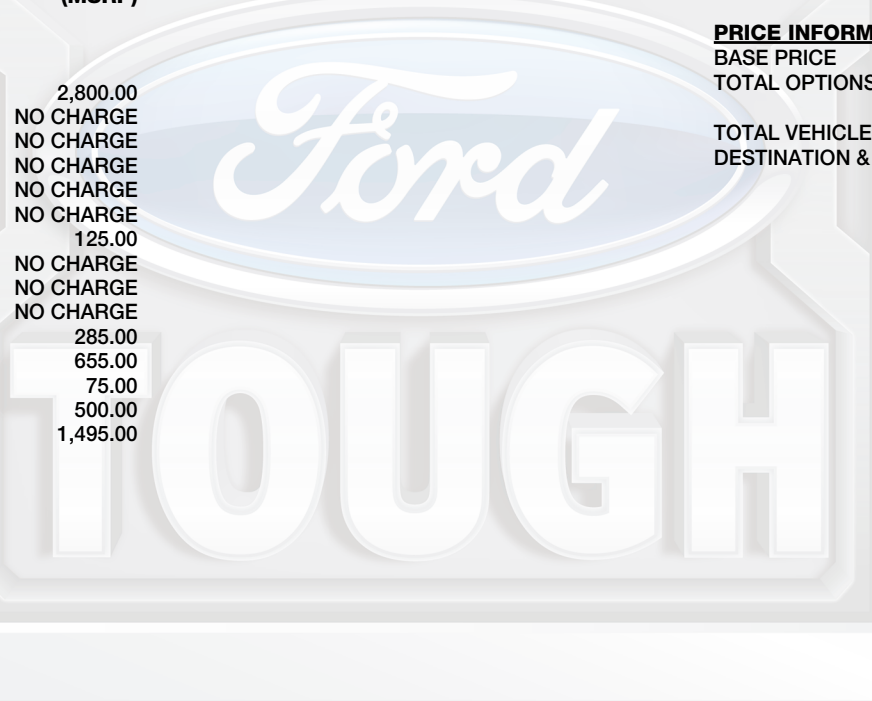 (MSRP)
2,800.00
NO CHARGE
NO CHARGE
NO CHARGE
NO CHARGE
NO CHARGE
125.00
NO CHARGE
NO CHARGE
NO CHARGE
285.00
655.00
75.00
500.00
1,495.00
PRICE INFORM
BASE PRICE
TOTAL OPTIONS
TOTAL VEHICLE
DESTINATION &
Ford
TOUGH